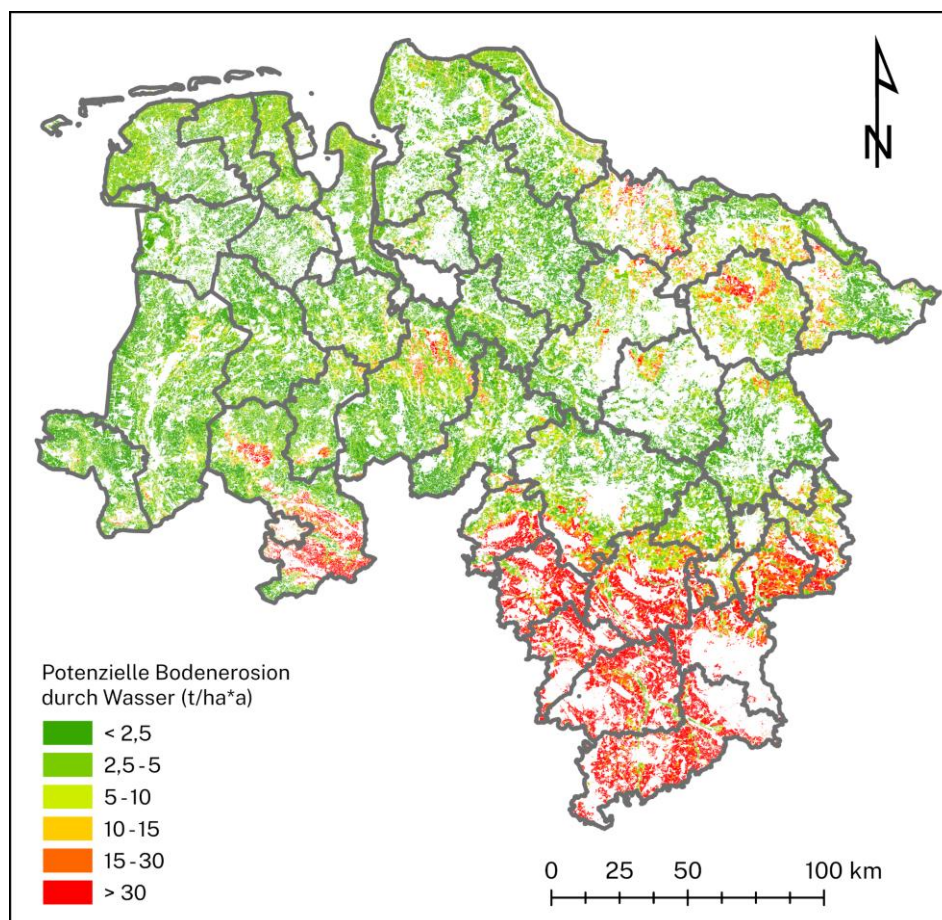 N
Potenzielle Bodenerosion
durch Wasser (t/ha*a)
< 2,5
2,5 - 5
5 - 10
10 - 15
15 - 30
> 30
0 25 50 100 km